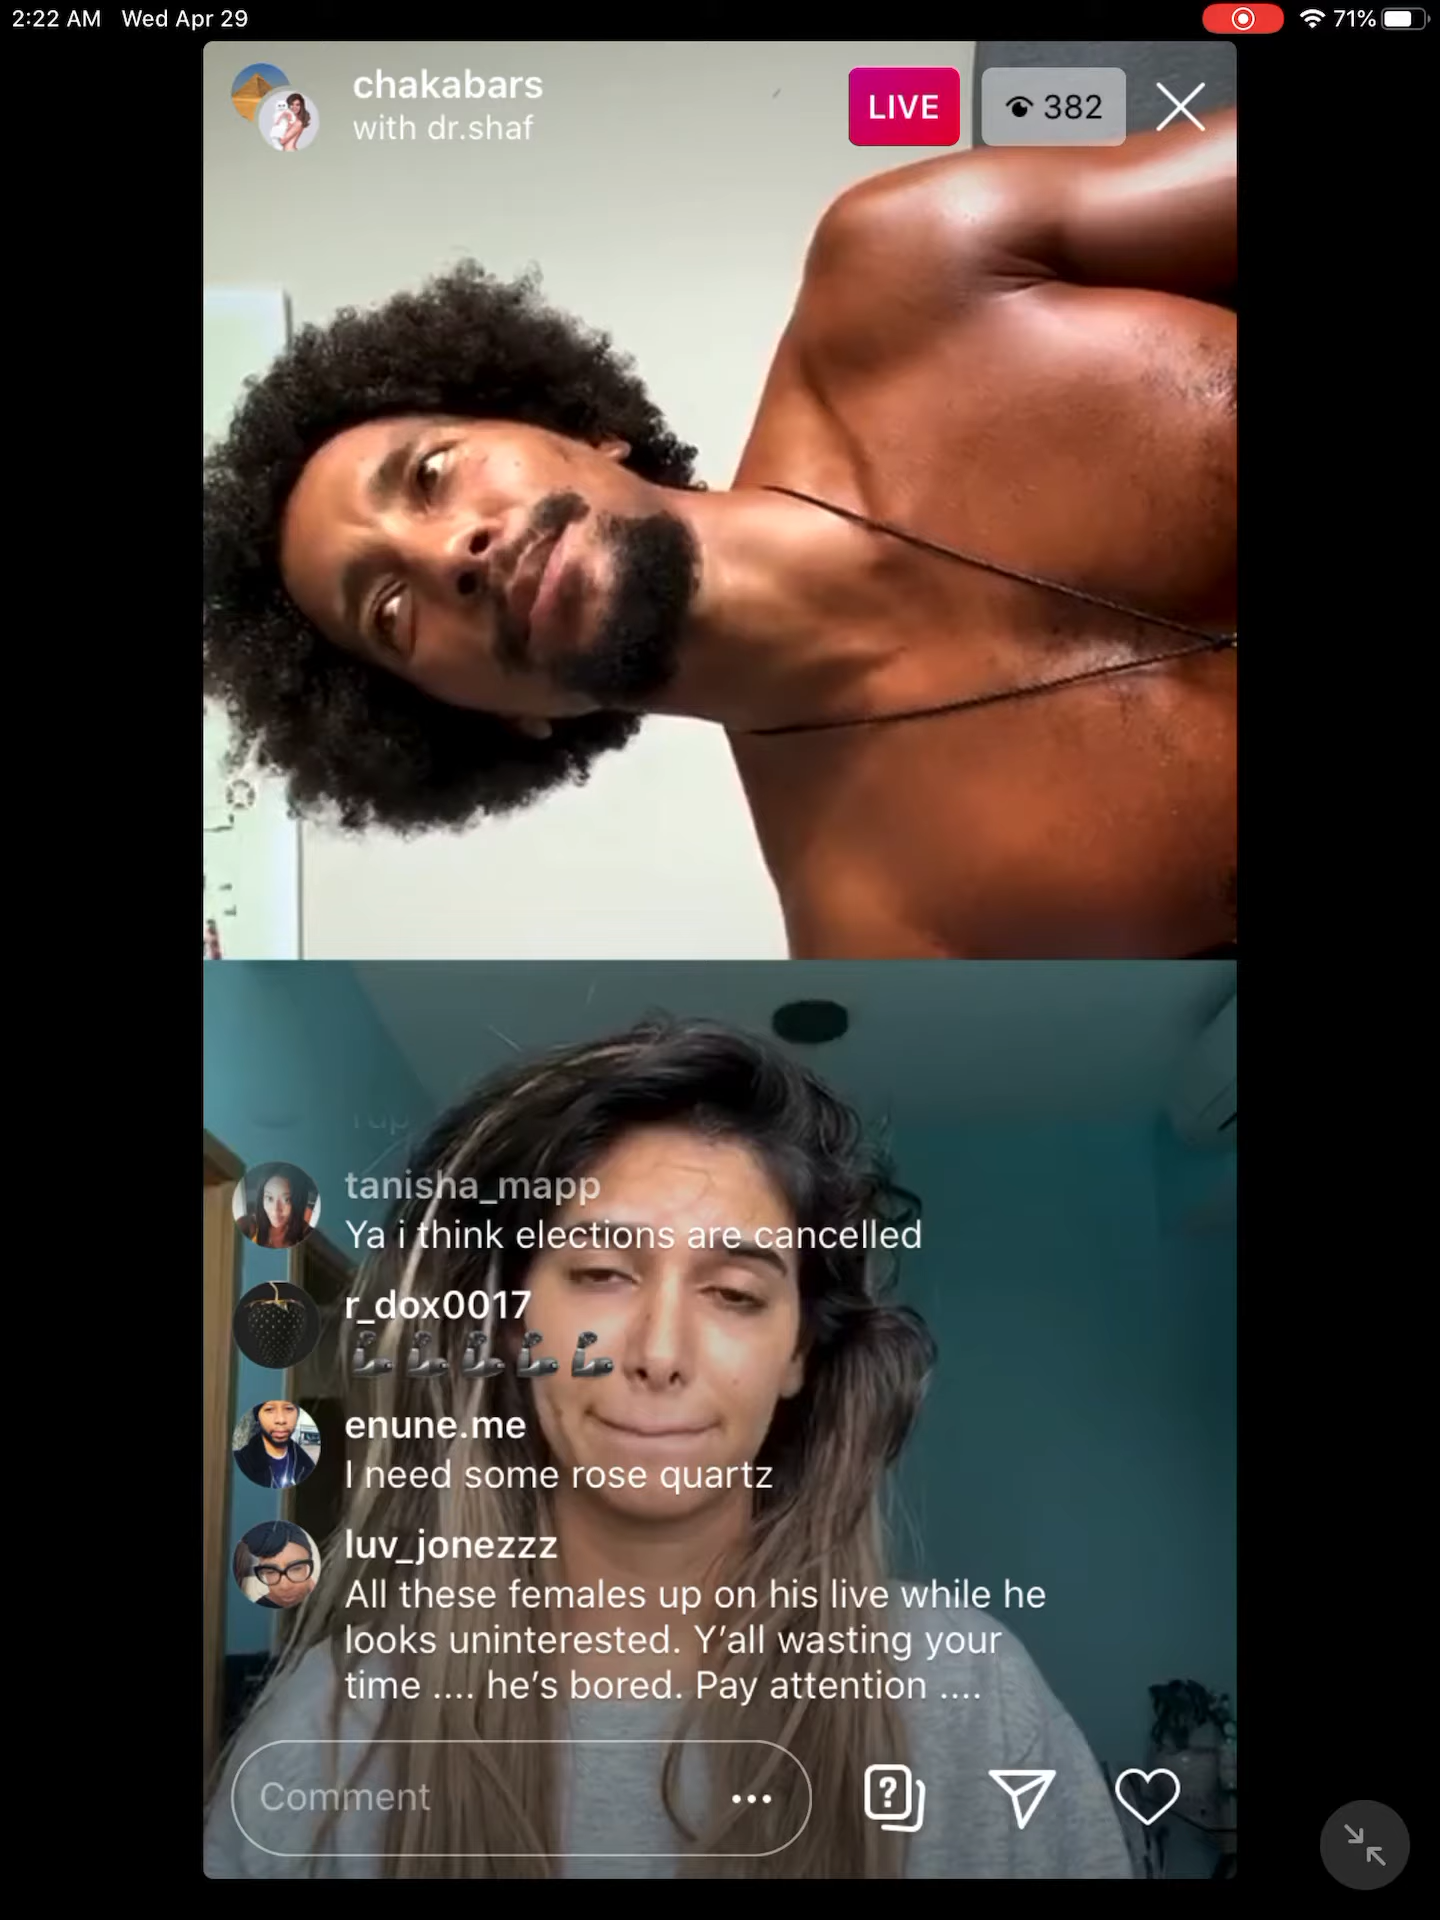 2:22 AM Wed Apr 29
71%
chakabars
with dr.shaf
LIVE
382
tanisha_mapp
Ya i think elections are cancelled
r_dox0017
enune.me
I need some rose quartz
luv_jonezzz
All these females up on his live while he
looks uninterested. Y’all wasting your
time .... he’s bored. Pay attention ....
Comment